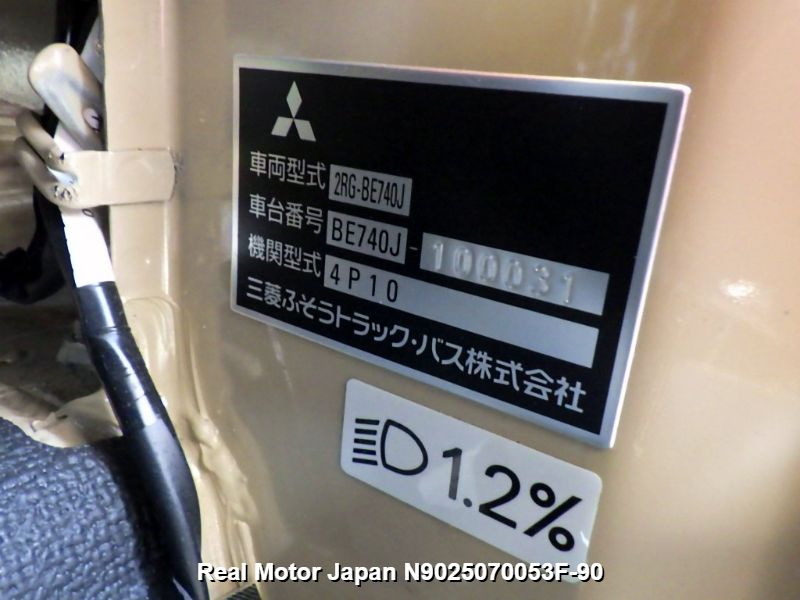 車両型式 2RG-BE740J
車台番号 BE740J-100031
機関型式 4P10
三菱ふそうトラック・バス株式会社
1.2%
Real Motor Japan N9025070053F-90